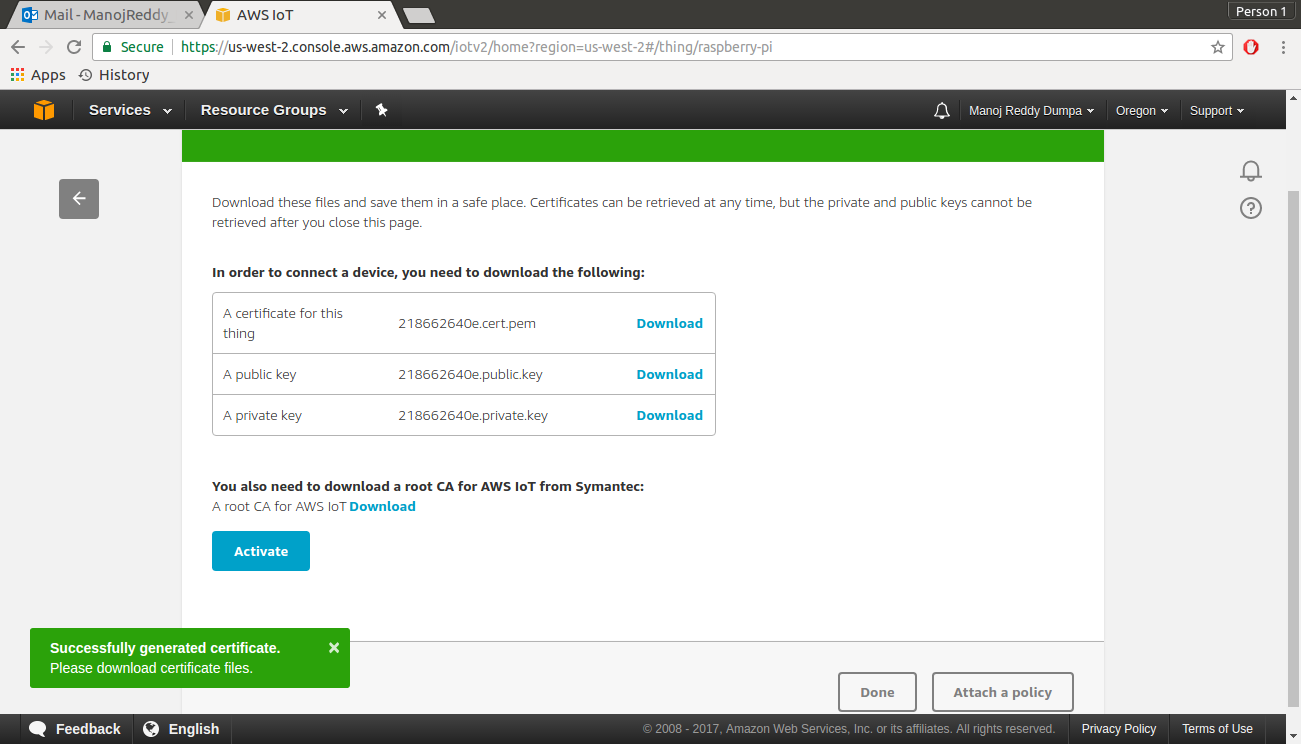 Mail - ManojReddy_
AWS IoT
Person 1
Secure
https://us-west-2.console.aws.amazon.com/iotv2/home?region=us-west-2#/thing/raspberry-pi
Apps
History
Services
Resource Groups
Manoj Reddy Dumpa
Oregon
Support
Download these files and save them in a safe place. Certificates can be retrieved at any time, but the private and public keys cannot be
retrieved after you close this page.
In order to connect a device, you need to download the following:
A certificate for this
thing
218662640e.cert.pem
Download
A public key
218662640e.public.key
Download
A private key
218662640e.private.key
Download
You also need to download a root CA for AWS IoT from Symantec:
A root CA for AWS IoT Download
Activate
Successfully generated certificate.
Please download certificate files.
Done
Attach a policy
Feedback
English
© 2008 - 2017, Amazon Web Services, Inc. or its affiliates. All rights reserved.
Privacy Policy
Terms of Use